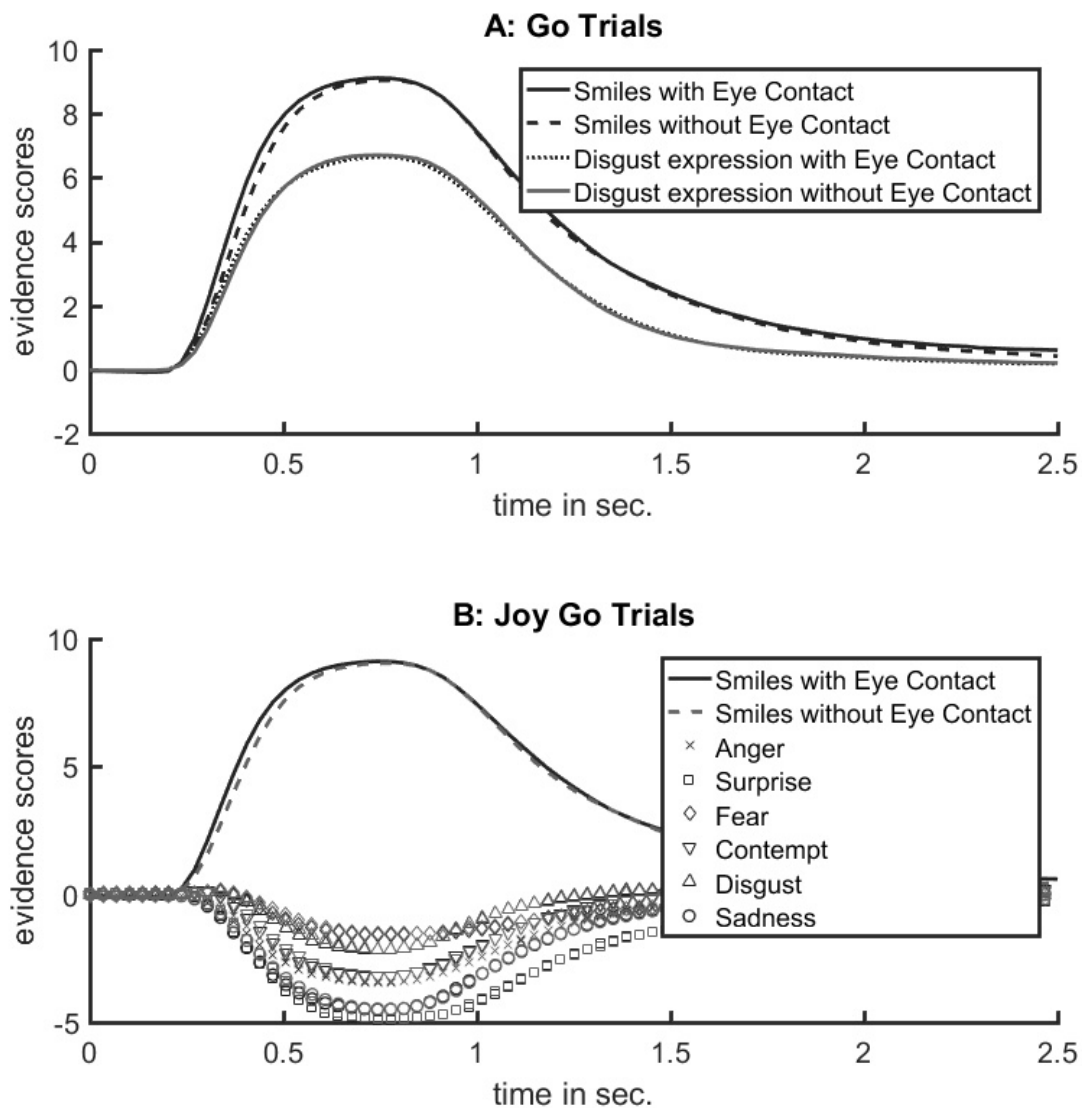 A: Go Trials
10
8
6
4
2
0
-2
evidence scores
Smiles with Eye Contact
Smiles without Eye Contact
Disgust expression with Eye Contact
Disgust expression without Eye Contact
0 0.5 1 1.5 2 2.5
time in sec.
B: Joy Go Trials
10
5
0
-5
evidence scores
Smiles with Eye Contact
Smiles without Eye Contact
Anger
Surprise
Fear
Contempt
Disgust
Sadness
0 0.5 1 1.5 2 2.5
time in sec.